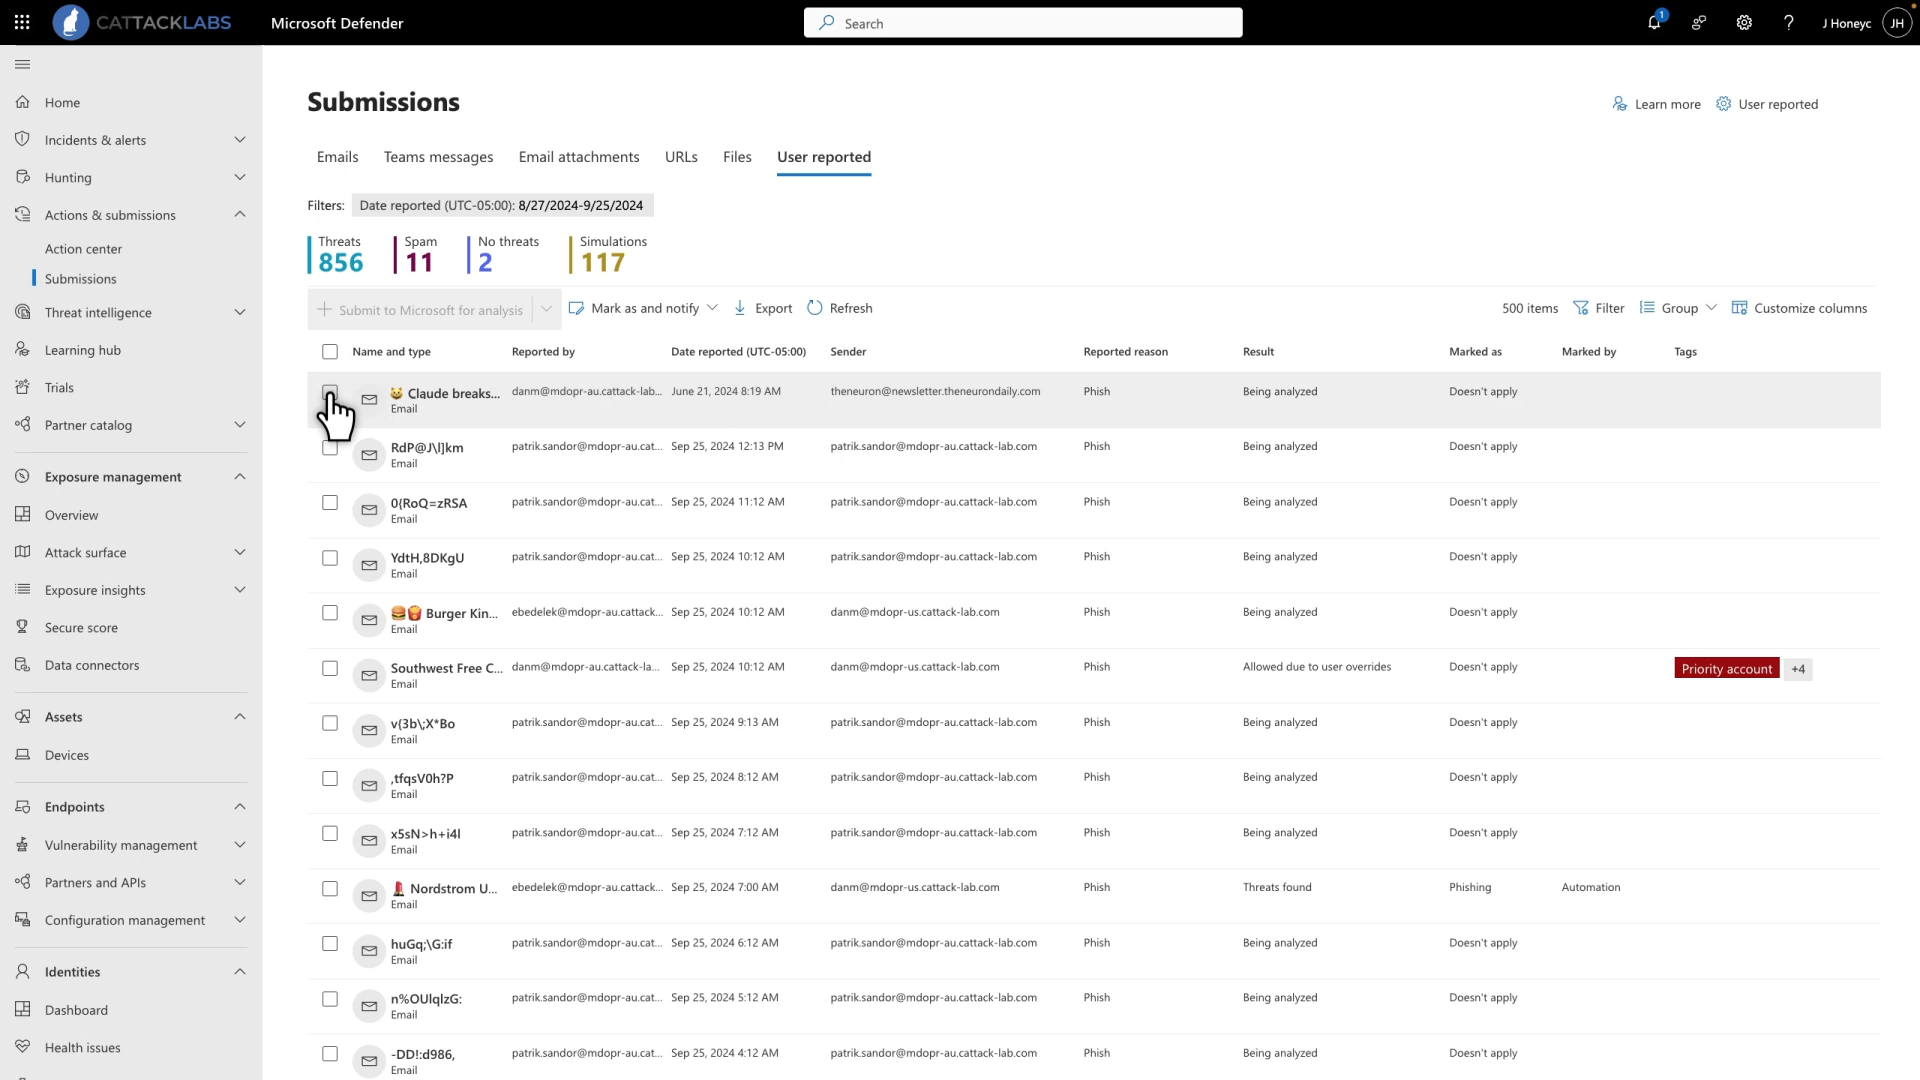 CATTACKLABS Microsoft Defender Search 1 ? J Honeyc JH
Home
Incidents & alerts
Hunting
Actions & submissions
Action center
Submissions
Threat intelligence
Learning hub
Trials
Partner catalog
Exposure management
Overview
Attack surface
Exposure insights
Secure score
Data connectors
Assets
Devices
Endpoints
Vulnerability management
Partners and APIs
Configuration management
Identities
Dashboard
Health issues
Submissions
Learn more User reported
Emails Teams messages Email attachments URLs Files User reported
Filters: Date reported (UTC-05:00): 8/27/2024-9/25/2024
Threats Spam No threats Simulations
856 11 2 117
Submit to Microsoft for analysis Mark as and notify Export Refresh 500 items Filter Group Customize columns
Name and type Reported by Date reported (UTC-05:00) Sender Reported reason Result Marked as Marked by Tags
😺 Claude breaks... danm@mdopr-au.cattack-lab... June 21, 2024 8:19 AM theneuron@newsletter.theneurondaily.com Phish Being analyzed Doesn't apply
Email
RdP@J\l]km patrik.sandor@mdopr-au.cat... Sep 25, 2024 12:13 PM patrik.sandor@mdopr-au.cattack-lab.com Phish Being analyzed Doesn't apply
Email
0{RoQ=zRSA patrik.sandor@mdopr-au.cat... Sep 25, 2024 11:12 AM patrik.sandor@mdopr-au.cattack-lab.com Phish Being analyzed Doesn't apply
Email
YdtH,8DKgU patrik.sandor@mdopr-au.cat... Sep 25, 2024 10:12 AM patrik.sandor@mdopr-au.cattack-lab.com Phish Being analyzed Doesn't apply
Email
🍔🍟 Burger Kin... ebedelek@mdopr-au.cattack... Sep 25, 2024 10:12 AM danm@mdopr-us.cattack-lab.com Phish Being analyzed Doesn't apply
Email
Southwest Free C... danm@mdopr-au.cattack-la... Sep 25, 2024 10:12 AM danm@mdopr-us.cattack-lab.com Phish Allowed due to user overrides Doesn't apply Priority account +4
Email
v{3b\;X*Bo patrik.sandor@mdopr-au.cat... Sep 25, 2024 9:13 AM patrik.sandor@mdopr-au.cattack-lab.com Phish Being analyzed Doesn't apply
Email
,tfqsV0h?P patrik.sandor@mdopr-au.cat... Sep 25, 2024 8:12 AM patrik.sandor@mdopr-au.cattack-lab.com Phish Being analyzed Doesn't apply
Email
x5sN>h+i4l patrik.sandor@mdopr-au.cat... Sep 25, 2024 7:12 AM patrik.sandor@mdopr-au.cattack-lab.com Phish Being analyzed Doesn't apply
Email
💄 Nordstrom U... ebedelek@mdopr-au.cattack... Sep 25, 2024 7:00 AM danm@mdopr-us.cattack-lab.com Phish Threats found Phishing Automation
Email
huGq;\G:if patrik.sandor@mdopr-au.cat... Sep 25, 2024 6:12 AM patrik.sandor@mdopr-au.cattack-lab.com Phish Being analyzed Doesn't apply
Email
n%OUlqlzG: patrik.sandor@mdopr-au.cat... Sep 25, 2024 5:12 AM patrik.sandor@mdopr-au.cattack-lab.com Phish Being analyzed Doesn't apply
Email
-DD!:d986, patrik.sandor@mdopr-au.cat... Sep 25, 2024 4:12 AM patrik.sandor@mdopr-au.cattack-lab.com Phish Being analyzed Doesn't apply
Email